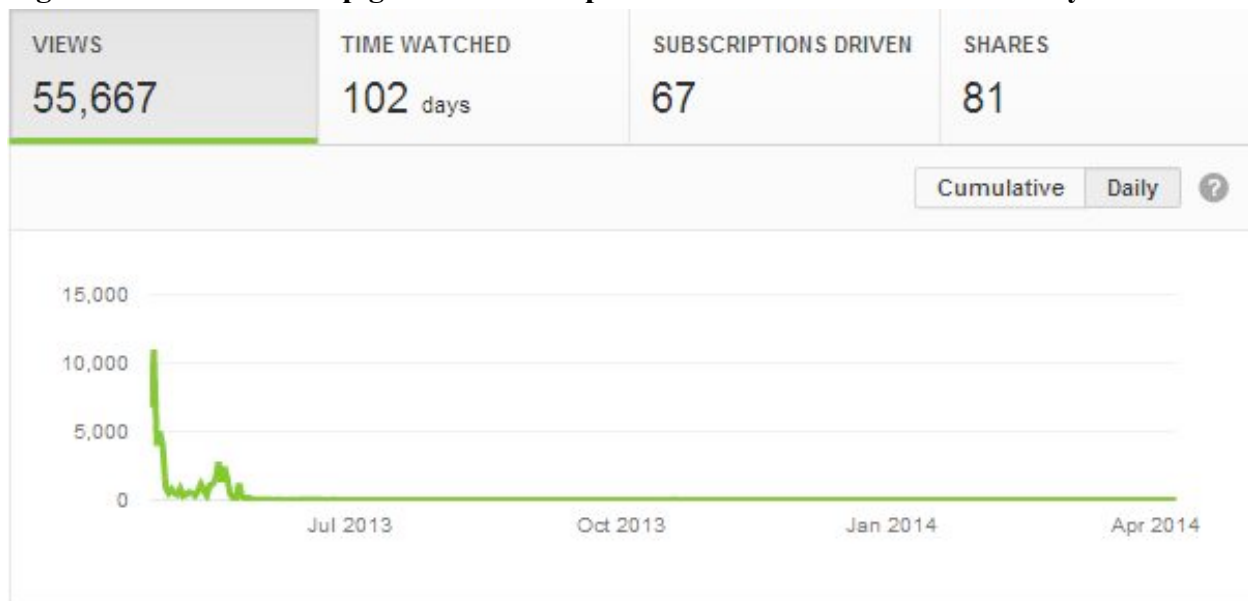 VIEWS TIME WATCHED SUBSCRIPTIONS DRIVEN SHARES
55,667 102 days 67 81
Cumulative Daily ?
15,000
10,000
5,000
0
Jul 2013 Oct 2013 Jan 2014 Apr 2014